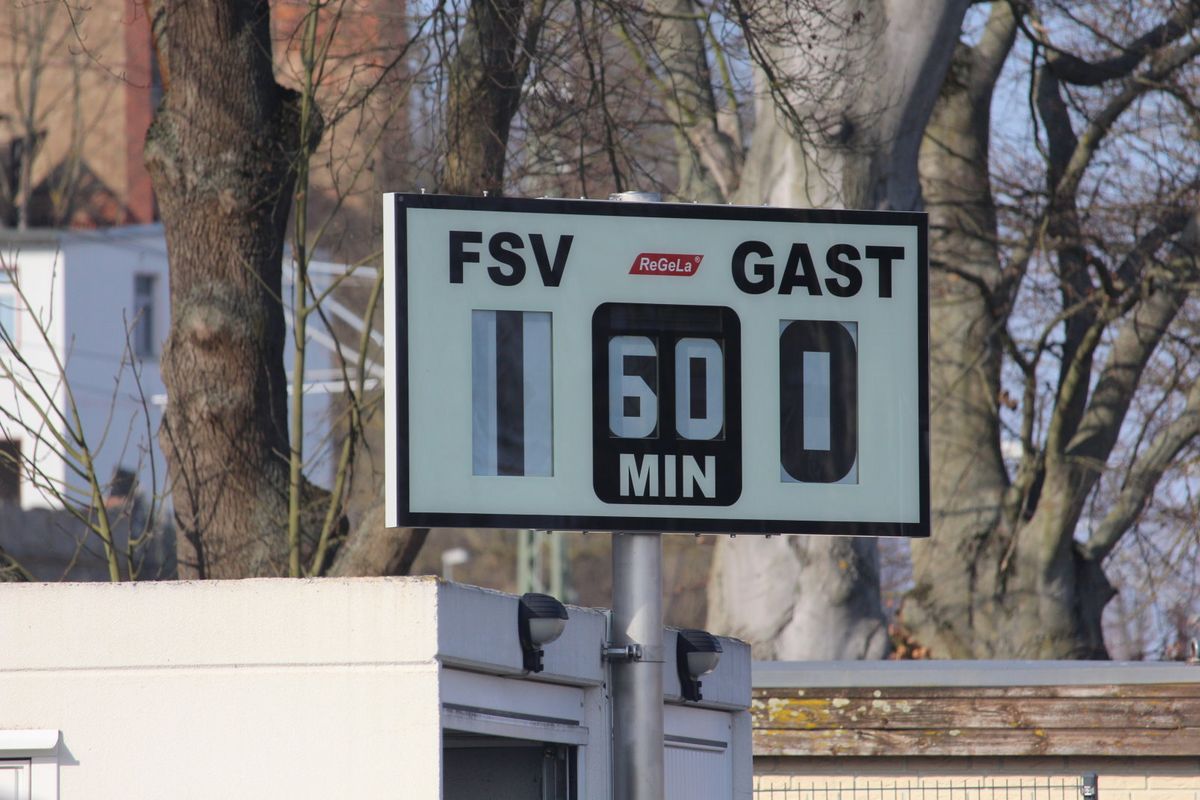 FSV ReGeLa® GAST
1 60 0
MIN